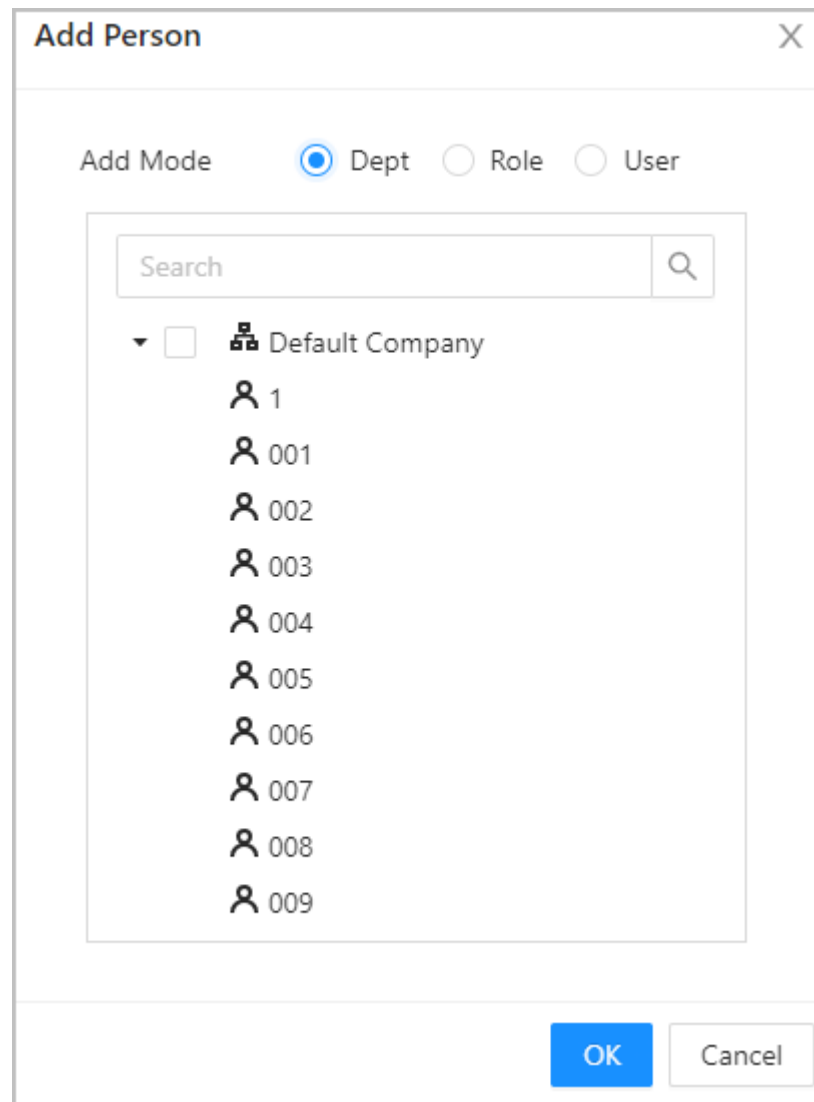 Add Person
Add Mode Dept Role User
Search
Default Company
1
001
002
003
004
005
006
007
008
009
OK Cancel